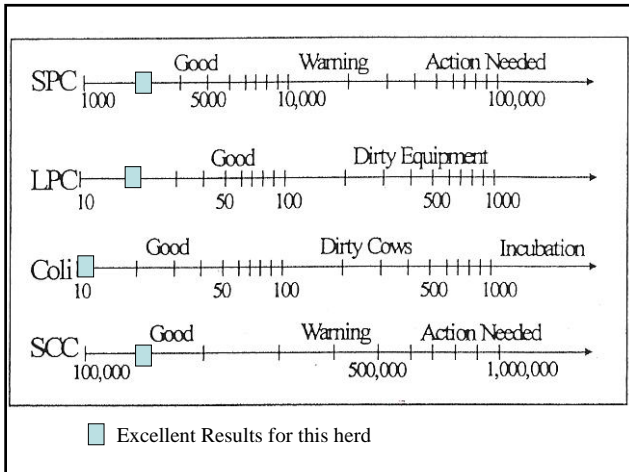 Good Warning Action Needed
SPC
1000 5000 10,000 100,000
Good Dirty Equipment
LPC
10 50 100 500 1000
Good Dirty Cows Incubation
Coli
10 50 100 500 1000
Good Warning Action Needed
SCC
100,000 500,000 1,000,000
Excellent Results for this herd